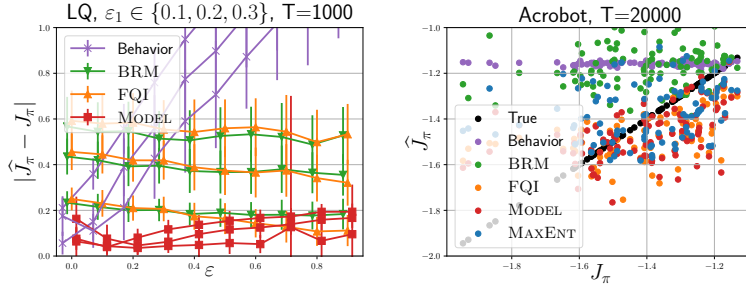 LQ, ε₁ ∈ {0.1, 0.2, 0.3}, T=1000
|Ĵπ − Jπ|
1.0
0.8
0.6
0.4
0.2
0.0
Behavior
BRM
FQI
MODEL
0.0 0.2 0.4 0.6 0.8
ε
Acrobot, T=20000
Ĵπ
−1.0
−1.2
−1.4
−1.6
−1.8
−2.0
True
Behavior
BRM
FQI
MODEL
MAXENT
−1.8 −1.6 −1.4 −1.2
Jπ